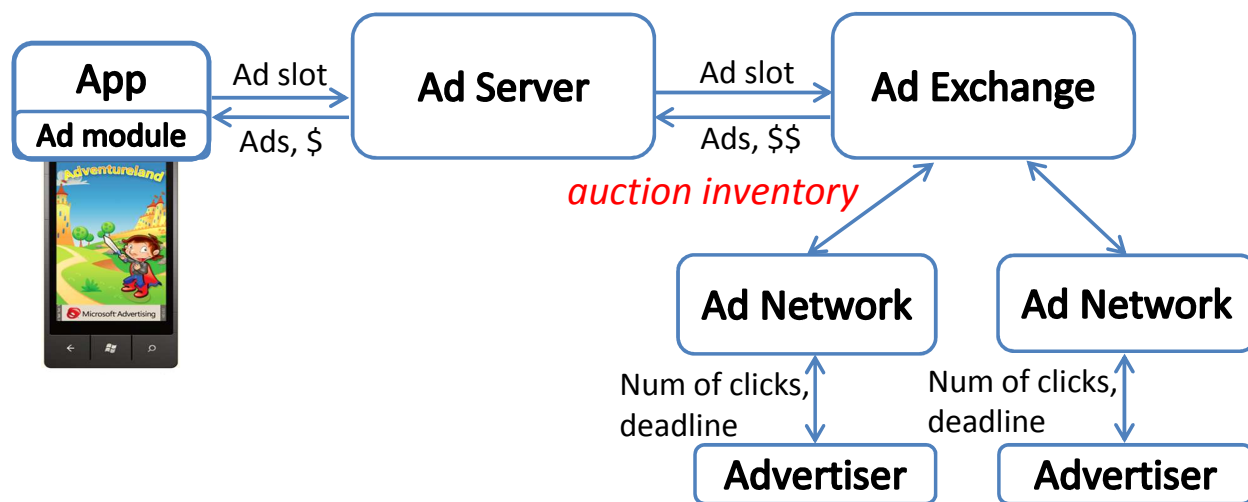 App
Ad module
Adventureland
Microsoft Advertising
Ad slot
Ads, $
Ad Server
Ad slot
Ads, $$
Ad Exchange
auction inventory
Ad Network
Ad Network
Num of clicks,
deadline
Num of clicks,
deadline
Advertiser
Advertiser